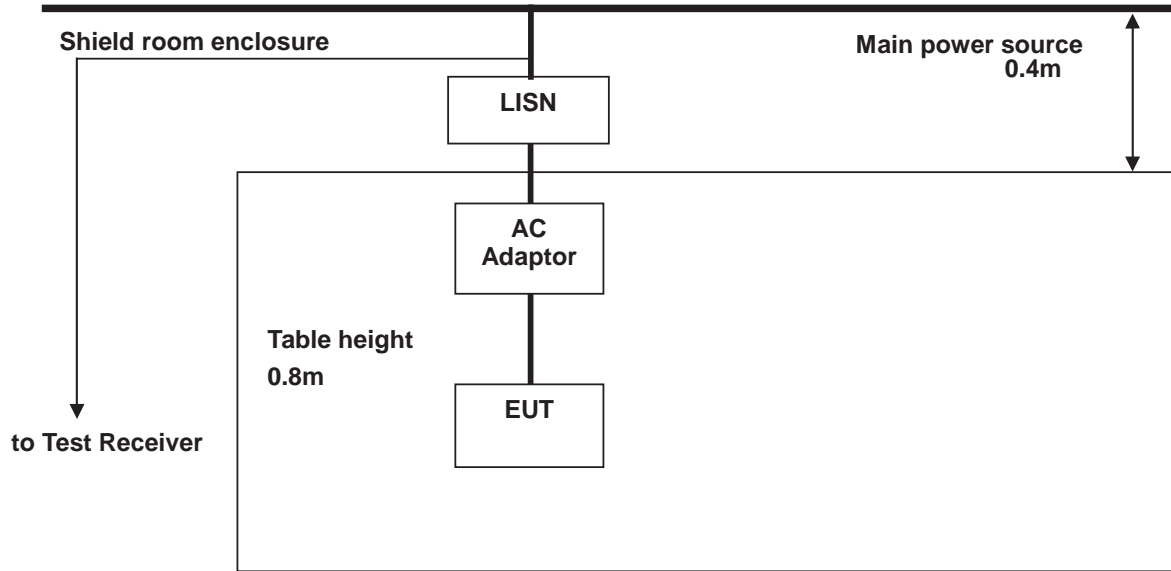 Shield room enclosure
Main power source
0.4m
LISN
AC
Adaptor
Table height
0.8m
EUT
to Test Receiver